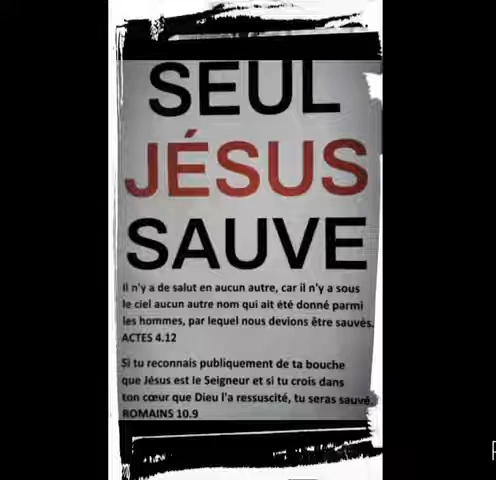 SEUL
JÉSUS
SAUVE
Il n'y a de salut en aucun autre, car il n'y a sous
le ciel aucun autre nom qui ait été donné parmi
les hommes, par lequel nous devions être sauvés.
ACTES 4.12
Si tu reconnais publiquement de ta bouche
que Jésus est le Seigneur et si tu crois dans
ton cœur que Dieu l'a ressuscité, tu seras sauvé.
ROMAINS 10.9